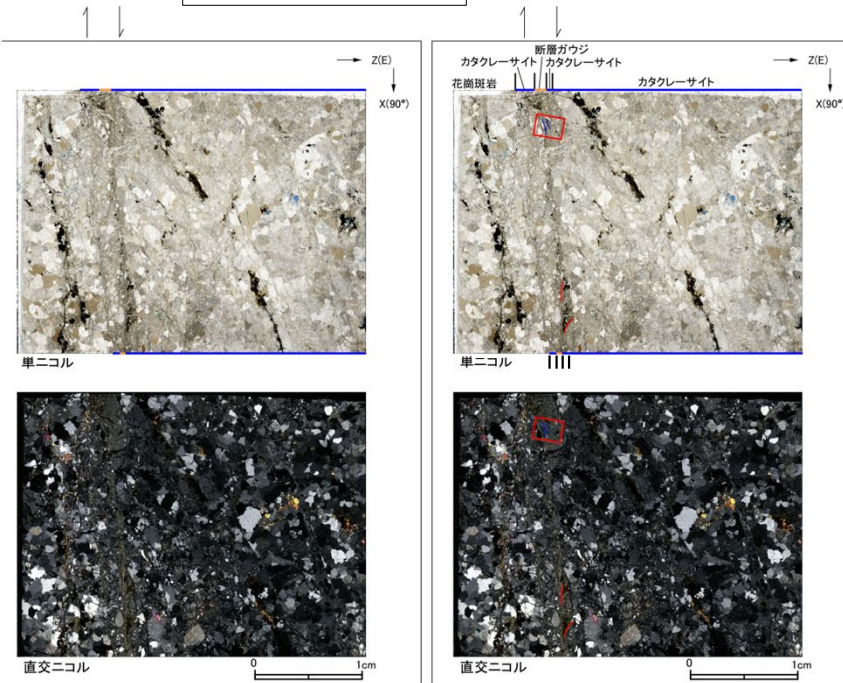 Z(E)
X(90°)
単ニコル
直交ニコル
0 1cm
断層ガウジ
カタクレーサイト カタクレーサイト
花崗斑岩
カタクレーサイト
Z(E)
X(90°)
単ニコル
直交ニコル
0 1cm